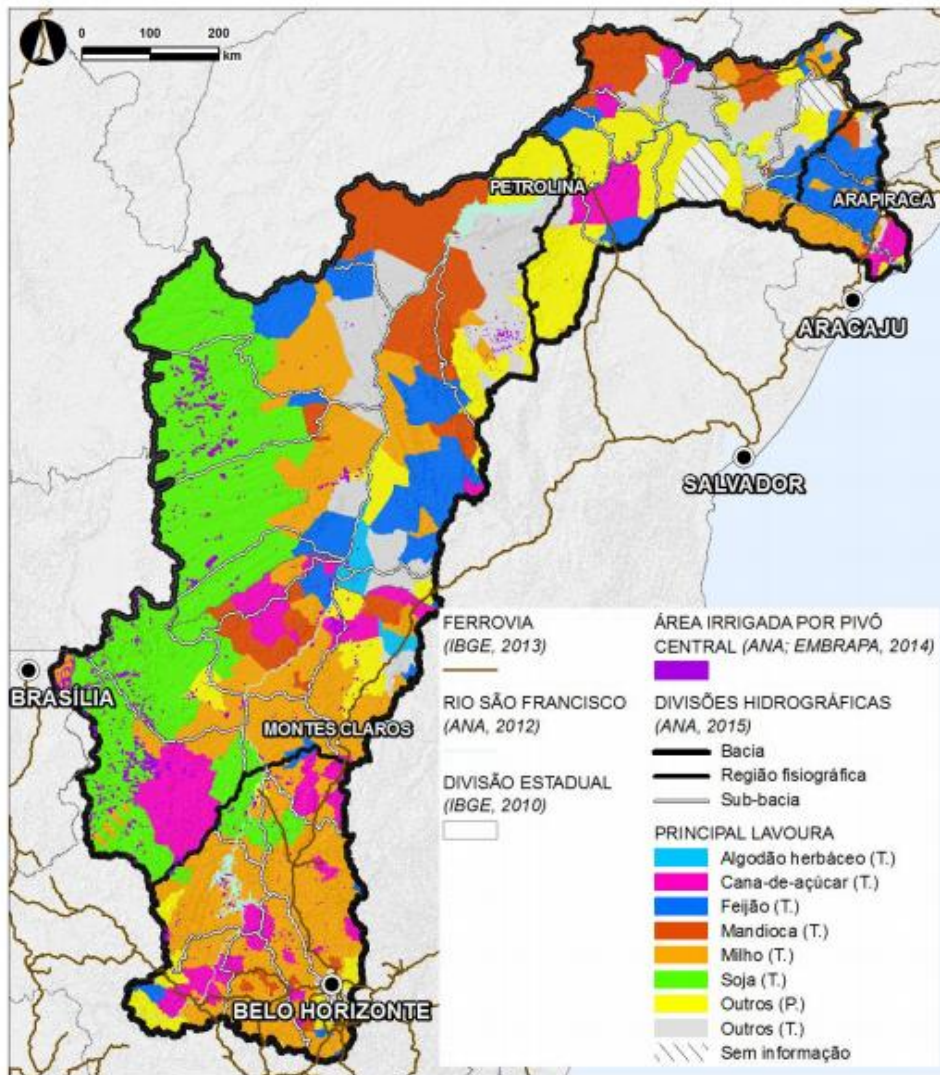 0 100 200
km
PETROLINA
ARAPIRACA
ARACAJU
SALVADOR
BRASÍLIA
MONTES CLAROS
BELO HORIZONTE
FERROVIA
(IBGE, 2013)
RIO SÃO FRANCISCO
(ANA, 2012)
DIVISÃO ESTADUAL
(IBGE, 2010)
ÁREA IRRIGADA POR PIVÔ
CENTRAL (ANA; EMBRAPA, 2014)
DIVISÕES HIDROGRÁFICAS
(ANA, 2015)
Bacia
Região fisiográfica
Sub-bacia
PRINCIPAL LAVOURA
Algodão herbáceo (T.)
Cana-de-açúcar (T.)
Feijão (T.)
Mandioca (T.)
Milho (T.)
Soja (T.)
Outros (P.)
Outros (T.)
Sem informação